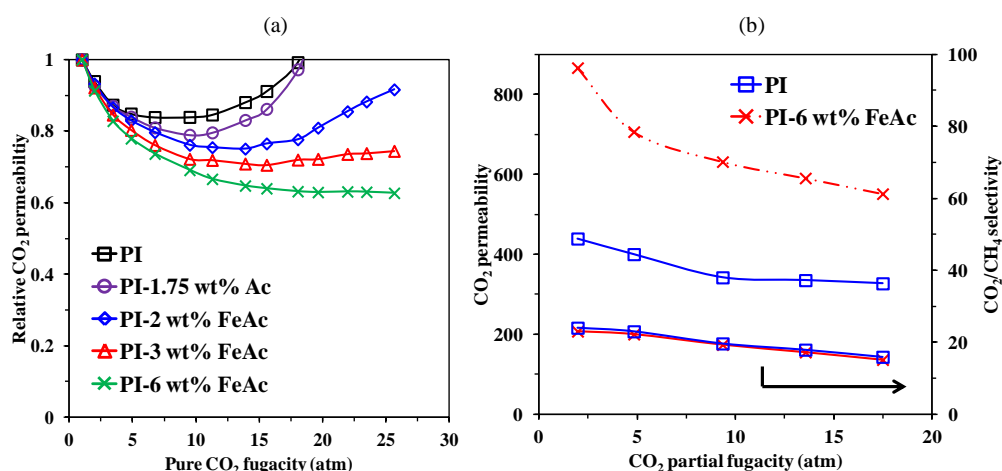 (a)
Relative CO2 permeabiltiy
1
0.8
0.6
0.4
0.2
0
PI
PI-1.75 wt% Ac
PI-2 wt% FeAc
PI-3 wt% FeAc
PI-6 wt% FeAc
0
5
10
15
20
25
30
Pure CO2 fugacity (atm)
(b)
CO2 permeability
800
600
400
200
0
PI
PI-6 wt% FeAc
100
80
60
40
20
0
CO2/CH4 selectivity
0
5
10
15
20
CO2 partial fugacity (atm)